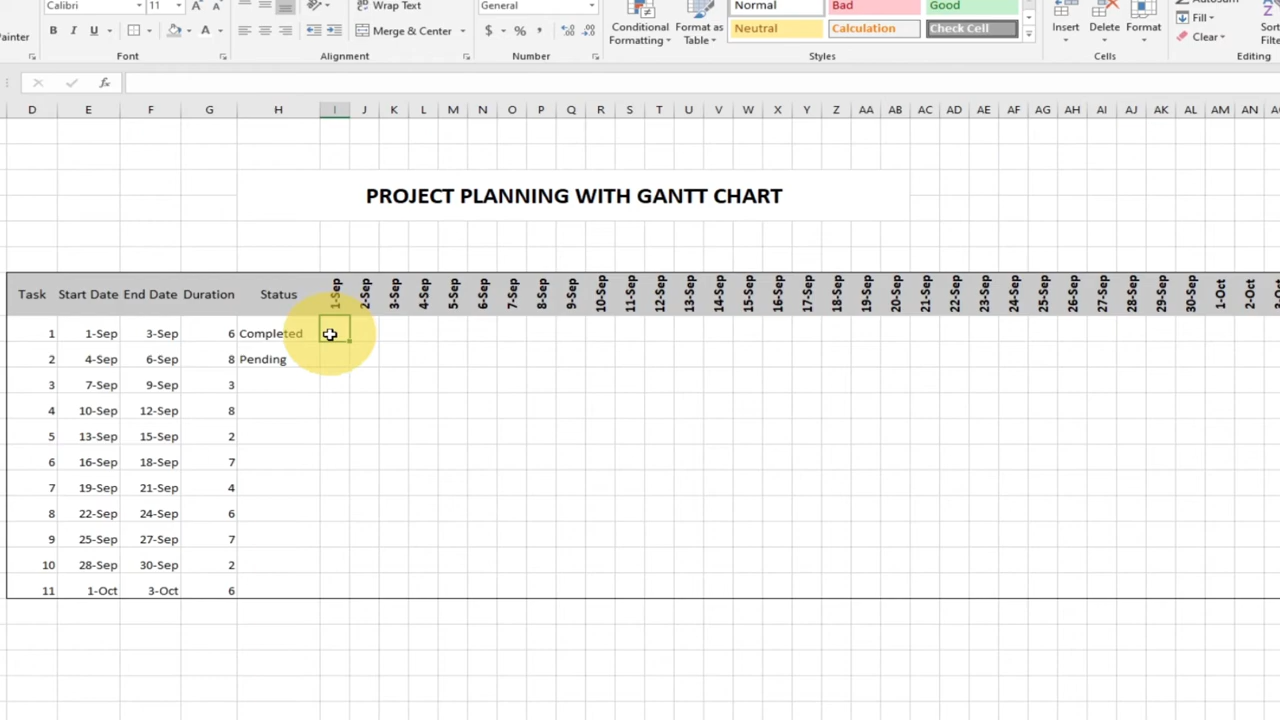 Calibri 11 A A Wrap Text General Normal Bad Good Fill
Painter B I U A Merge & Center $ % , Conditional Formatting Format as Table Neutral Calculation Check Cell Insert Delete Format Clear
Font Alignment Number Styles Cells Editing
fx
D E F G H I J K L M N O P Q R S T U V W X Y Z AA AB AC AD AE AF AG AH AI AJ AK AL AM AN
PROJECT PLANNING WITH GANTT CHART
Task Start Date End Date Duration Status 1-Sep 2-Sep 3-Sep 4-Sep 5-Sep 6-Sep 7-Sep 8-Sep 9-Sep 10-Sep 11-Sep 12-Sep 13-Sep 14-Sep 15-Sep 16-Sep 17-Sep 18-Sep 19-Sep 20-Sep 21-Sep 22-Sep 23-Sep 24-Sep 25-Sep 26-Sep 27-Sep 28-Sep 29-Sep 30-Sep 1-Oct 2-Oct
1 1-Sep 3-Sep 6 Completed
2 4-Sep 6-Sep 8 Pending
3 7-Sep 9-Sep 3
4 10-Sep 12-Sep 8
5 13-Sep 15-Sep 2
6 16-Sep 18-Sep 7
7 19-Sep 21-Sep 4
8 22-Sep 24-Sep 6
9 25-Sep 27-Sep 7
10 28-Sep 30-Sep 2
11 1-Oct 3-Oct 6